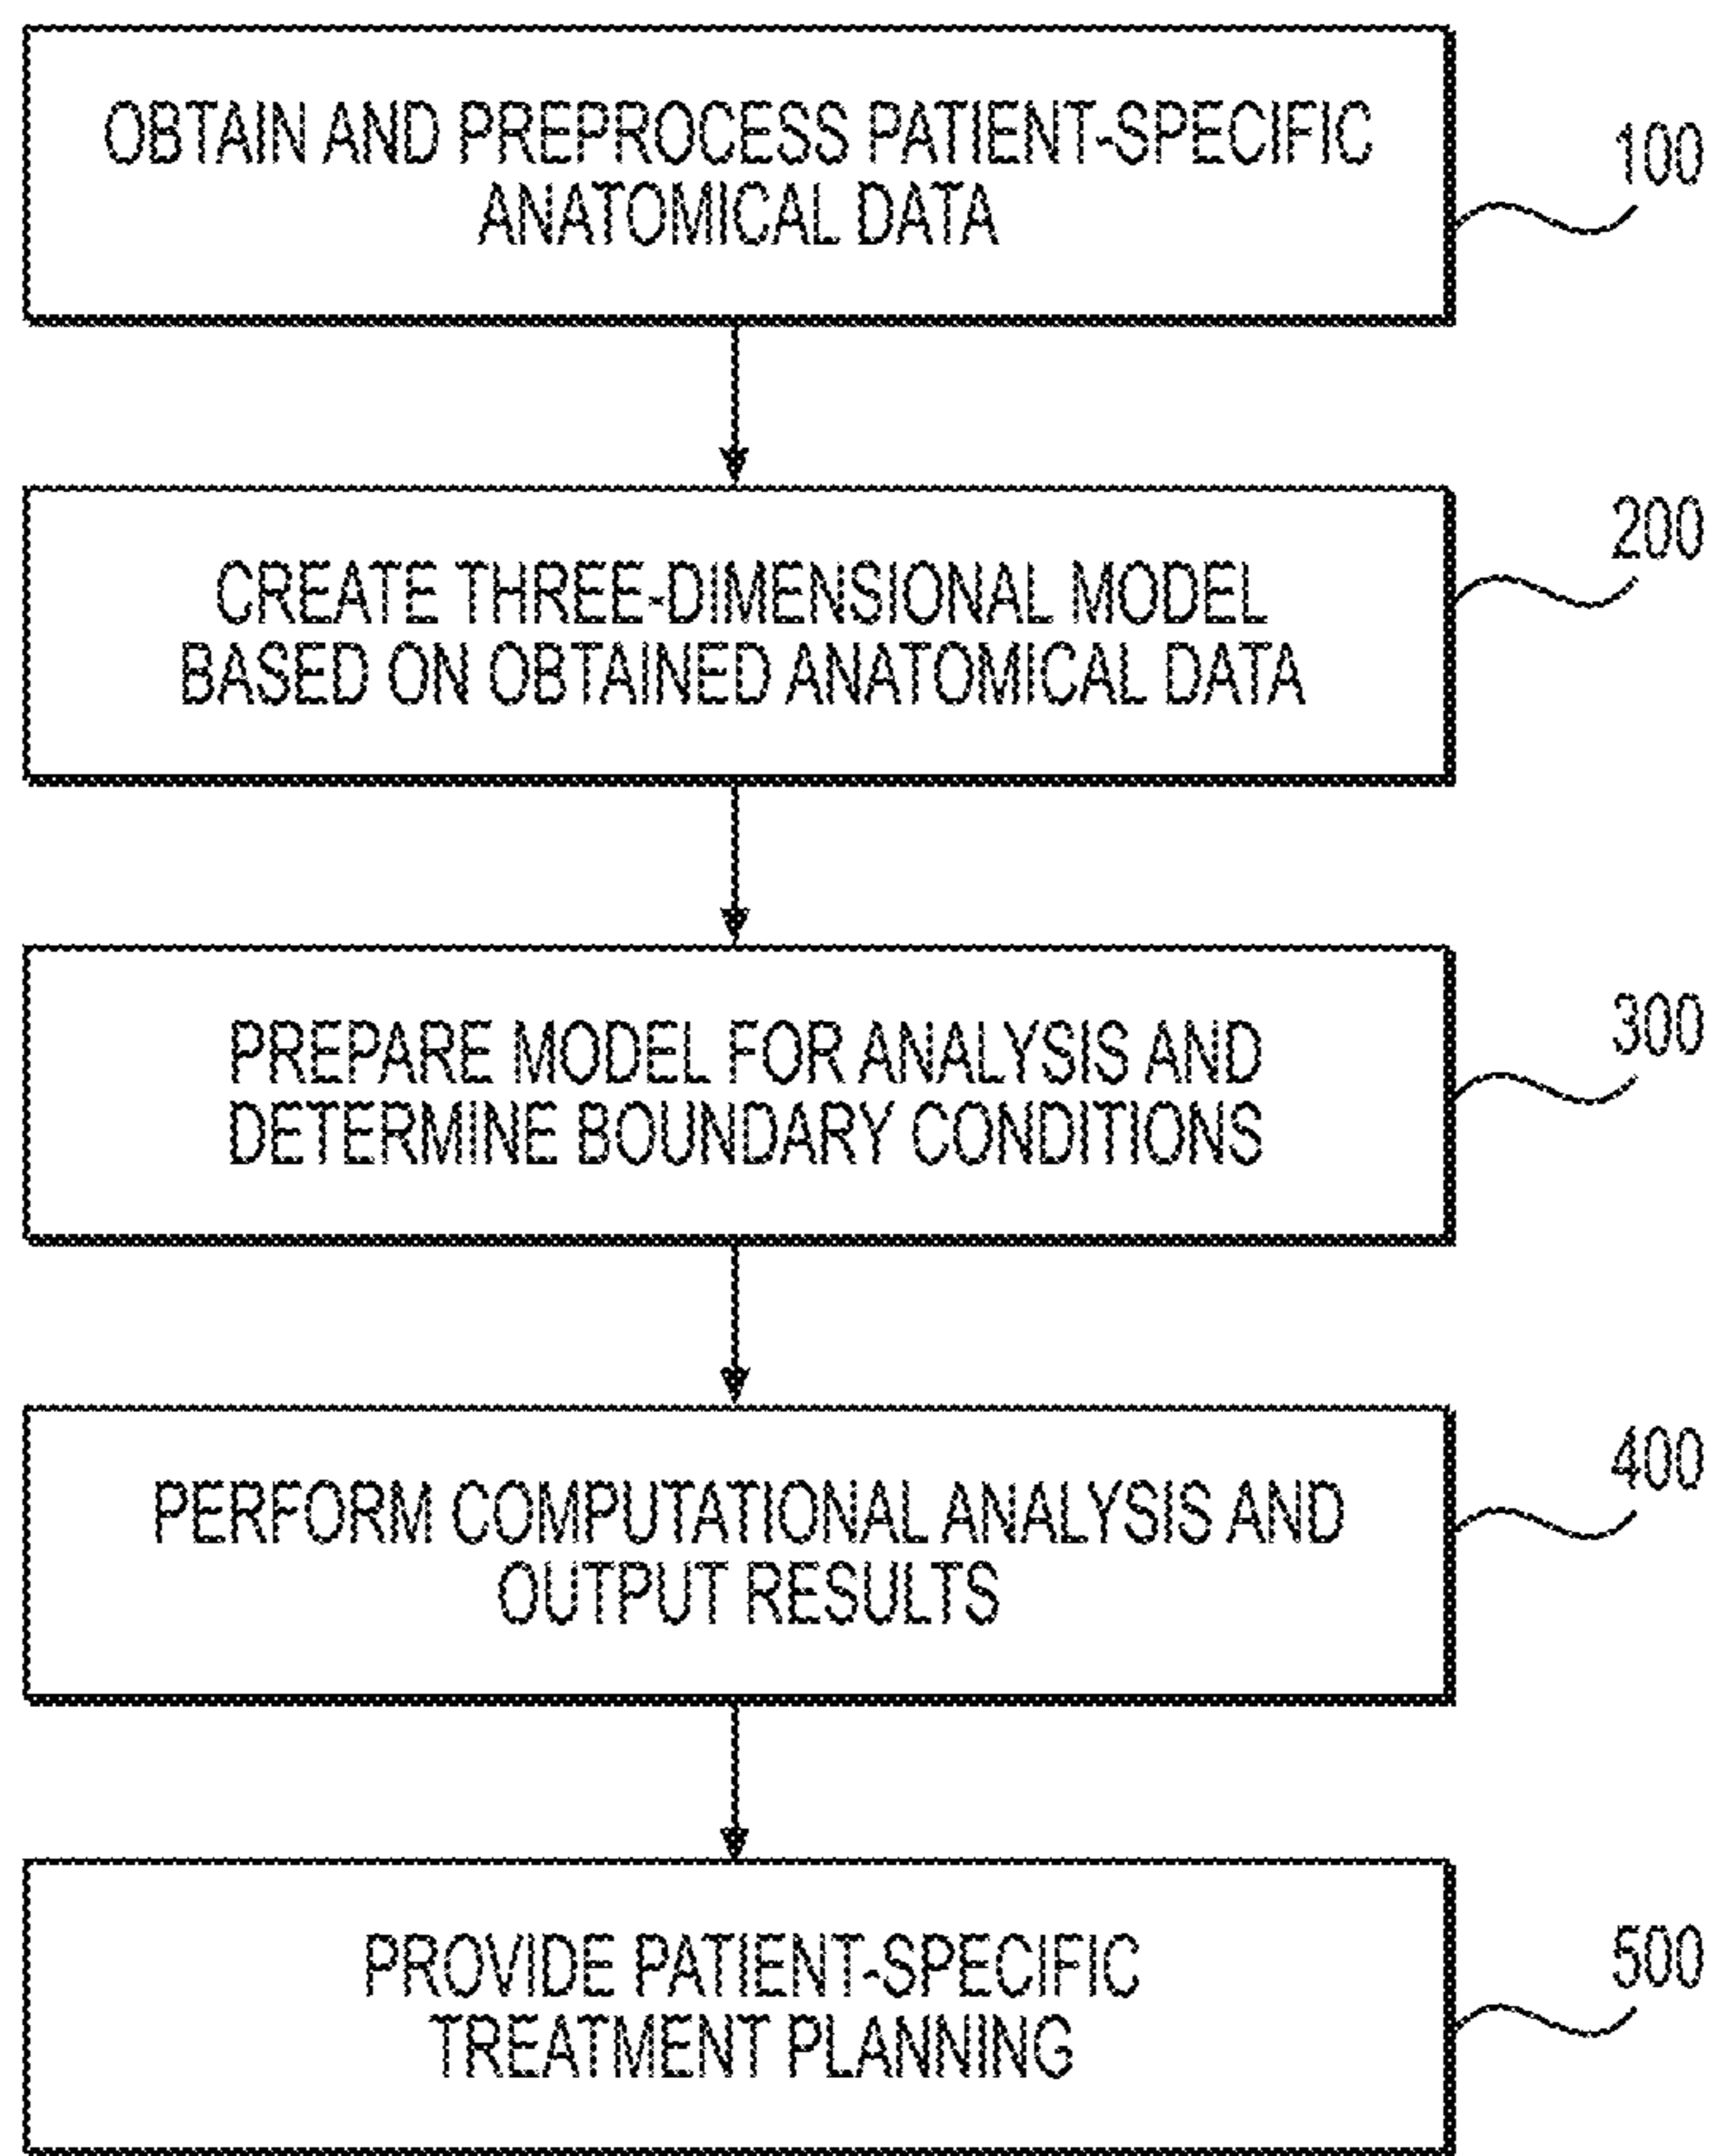 OBTAIN AND PREPROCESS PATIENT-SPECIFIC
ANATOMICAL DATA
100
CREATE THREE-DIMENSIONAL MODEL
BASED ON OBTAINED ANATOMICAL DATA
200
PREPARE MODEL FOR ANALYSIS AND
DETERMINE BOUNDARY CONDITIONS
300
PERFORM COMPUTATIONAL ANALYSIS AND
OUTPUT RESULTS
400
PROVIDE PATIENT-SPECIFIC
TREATMENT PLANNING
500